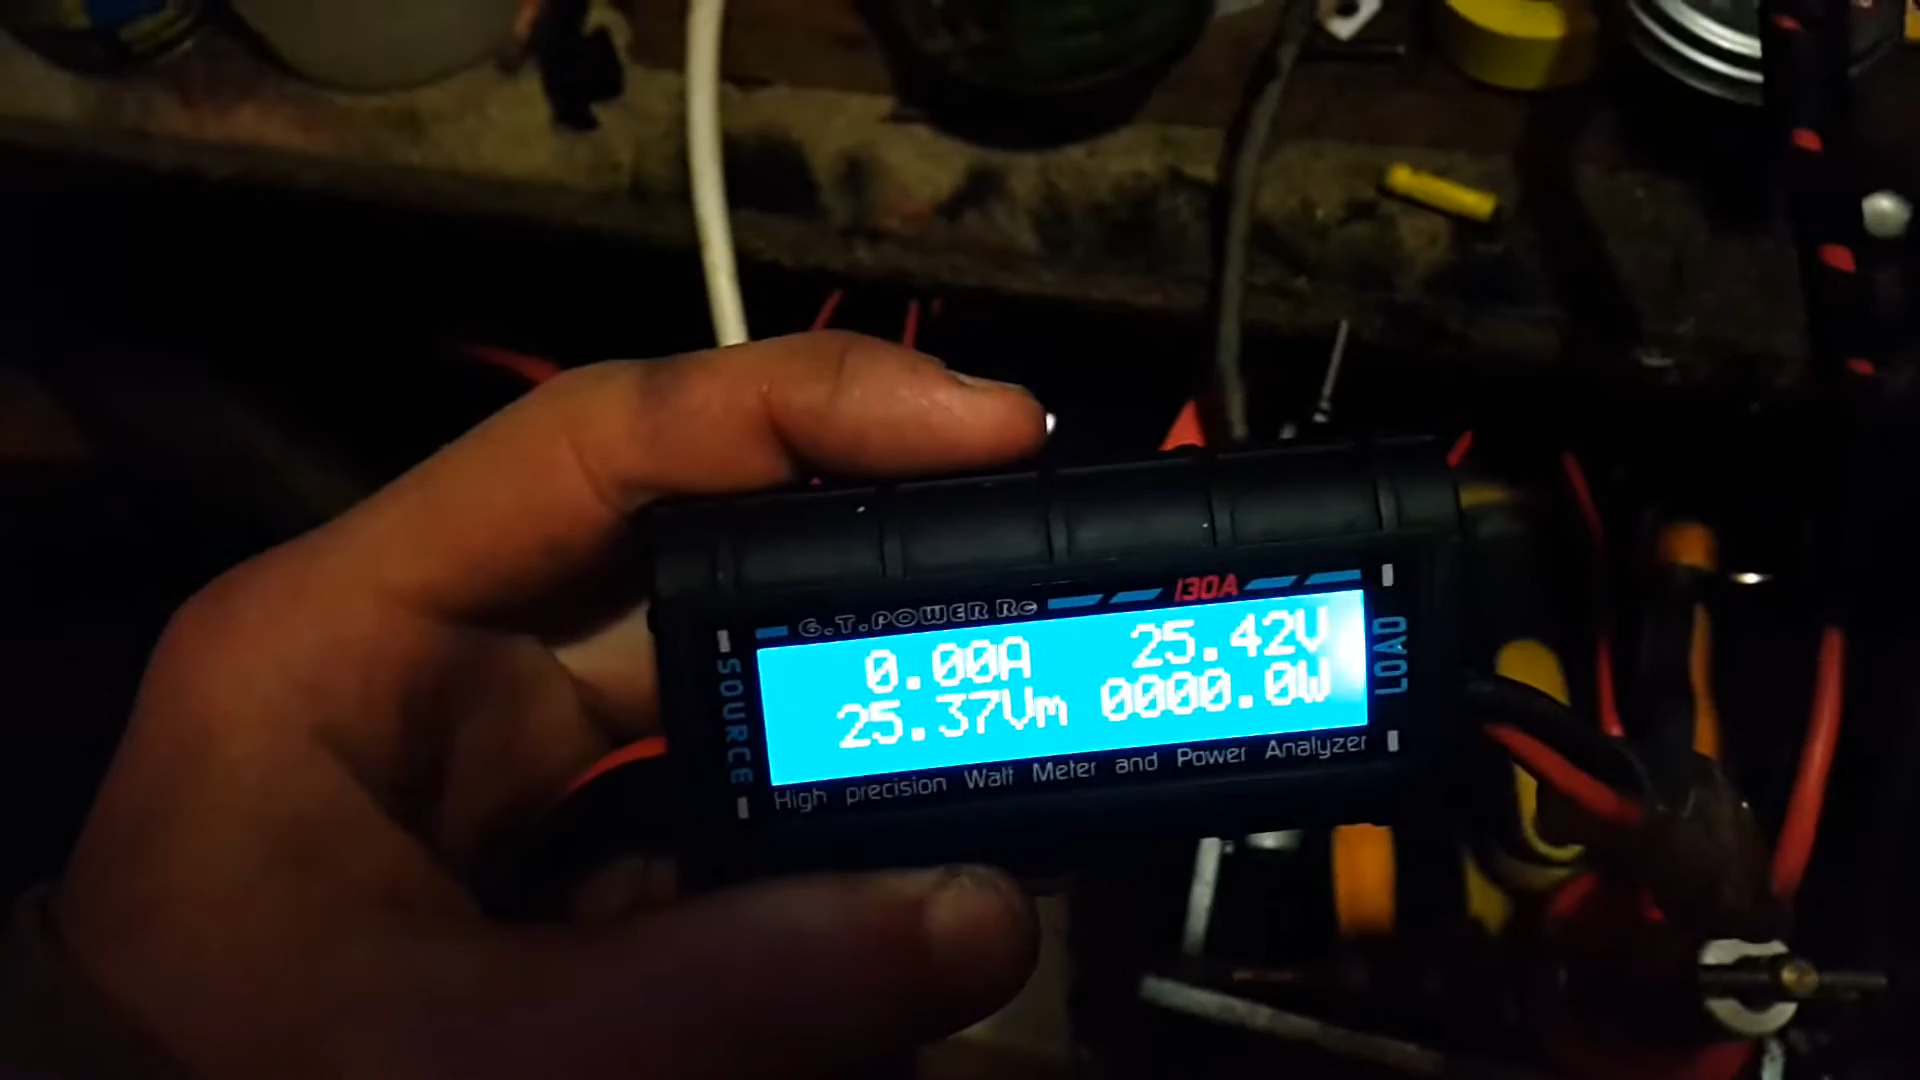 G.T.POWER Rc
130A
SOURCE
0.00A 25.42V
25.37Vm 0000.0W
LOAD
High precision Watt Meter and Power Analyzer